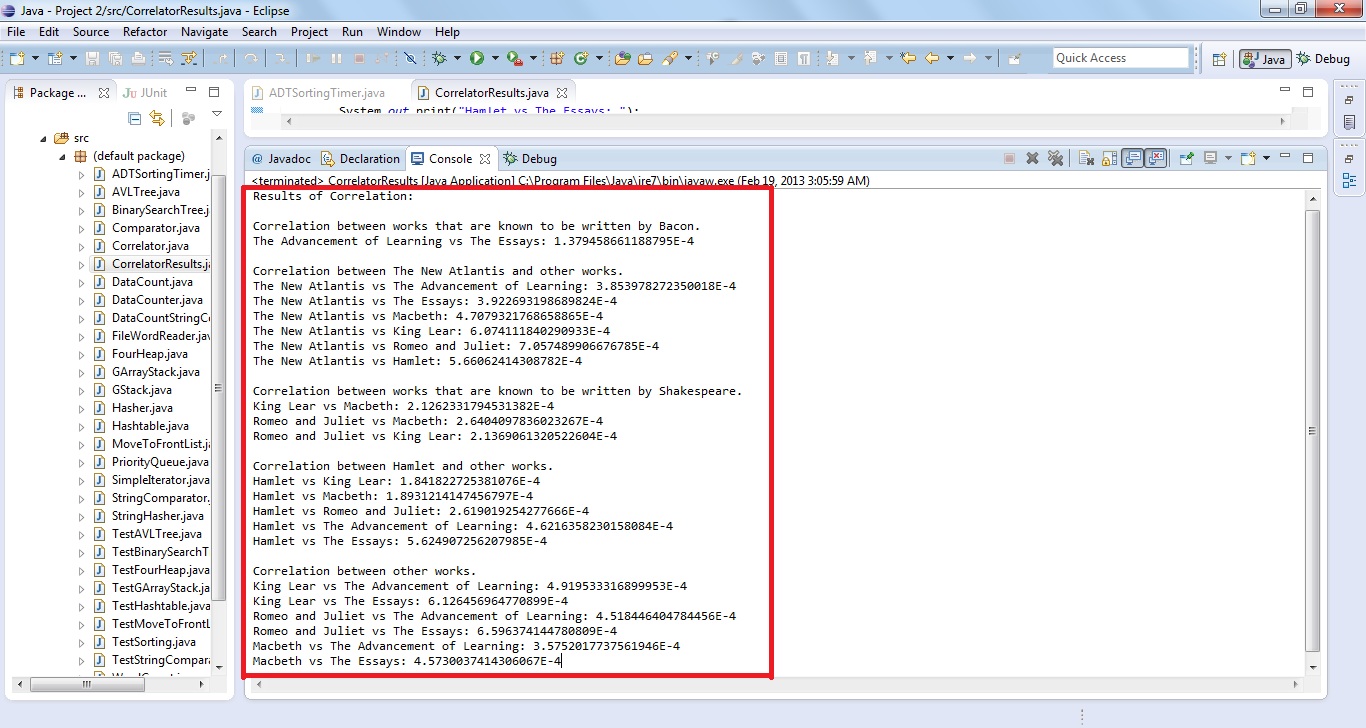 Java - Project 2/src/CorrelatorResults.java - Eclipse
File Edit Source Refactor Navigate Search Project Run Window Help
Quick Access
Java
Debug
Package ...
JUnit
ADTSortingTimer.java
CorrelatorResults.java
System.out.print("Hamlet vs The Essays: ");
src
(default package)
ADTSortingTimer.j
AVLTree.java
BinarySearchTree.j
Comparator.java
Correlator.java
CorrelatorResults.j
DataCount.java
DataCounter.java
DataCountStringC
FileWordReader.jav
FourHeap.java
GArrayStack.java
GStack.java
Hasher.java
Hashtable.java
MoveToFrontList.j
PriorityQueue.java
SimpleIterator.java
StringComparator.
StringHasher.java
TestAVLTree.java
TestBinarySearchT
TestFourHeap.java
TestGArrayStack.ja
TestHashtable.java
TestMoveToFrontL
TestSorting.java
TestStringCompara
WordCount.java
@ Javadoc Declaration Console Debug
<terminated> CorrelatorResults [Java Application] C:\Program Files\Java\jre7\bin\javaw.exe (Feb 19, 2013 3:05:59 AM)
Results of Correlation:
Correlation between works that are known to be written by Bacon.
The Advancement of Learning vs The Essays: 1.379458661188795E-4
Correlation between The New Atlantis and other works.
The New Atlantis vs The Advancement of Learning: 3.853978272350018E-4
The New Atlantis vs The Essays: 3.922693198689824E-4
The New Atlantis vs Macbeth: 4.7079321768658865E-4
The New Atlantis vs King Lear: 6.074111840290933E-4
The New Atlantis vs Romeo and Juliet: 7.057489906676785E-4
The New Atlantis vs Hamlet: 5.66062414308782E-4
Correlation between works that are known to be written by Shakespeare.
King Lear vs Macbeth: 2.1262331794531382E-4
Romeo and Juliet vs Macbeth: 2.6404097836023267E-4
Romeo and Juliet vs King Lear: 2.1369061320522604E-4
Correlation between Hamlet and other works.
Hamlet vs King Lear: 1.841822725381076E-4
Hamlet vs Macbeth: 1.8931214147456797E-4
Hamlet vs Romeo and Juliet: 2.619019254277666E-4
Hamlet vs The Advancement of Learning: 4.6216358230158084E-4
Hamlet vs The Essays: 5.624907256207985E-4
Correlation between other works.
King Lear vs The Advancement of Learning: 4.919533316899953E-4
King Lear vs The Essays: 6.126456964770899E-4
Romeo and Juliet vs The Advancement of Learning: 4.518446404784456E-4
Romeo and Juliet vs The Essays: 6.596374144780809E-4
Macbeth vs The Advancement of Learning: 3.5752017737561946E-4
Macbeth vs The Essays: 4.5730037414306067E-4